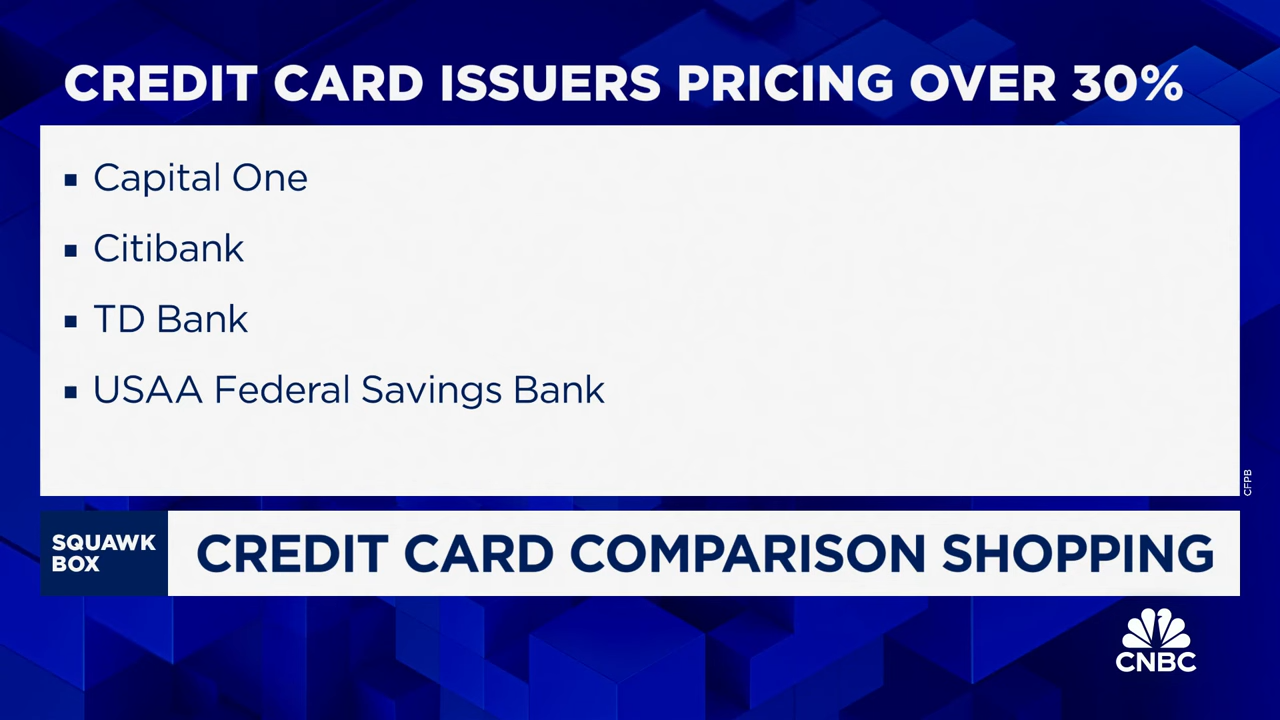 CREDIT CARD ISSUERS PRICING OVER 30%
▪ Capital One
▪ Citibank
▪ TD Bank
▪ USAA Federal Savings Bank
CFPB
SQUAWK
BOX
CREDIT CARD COMPARISON SHOPPING
CNBC